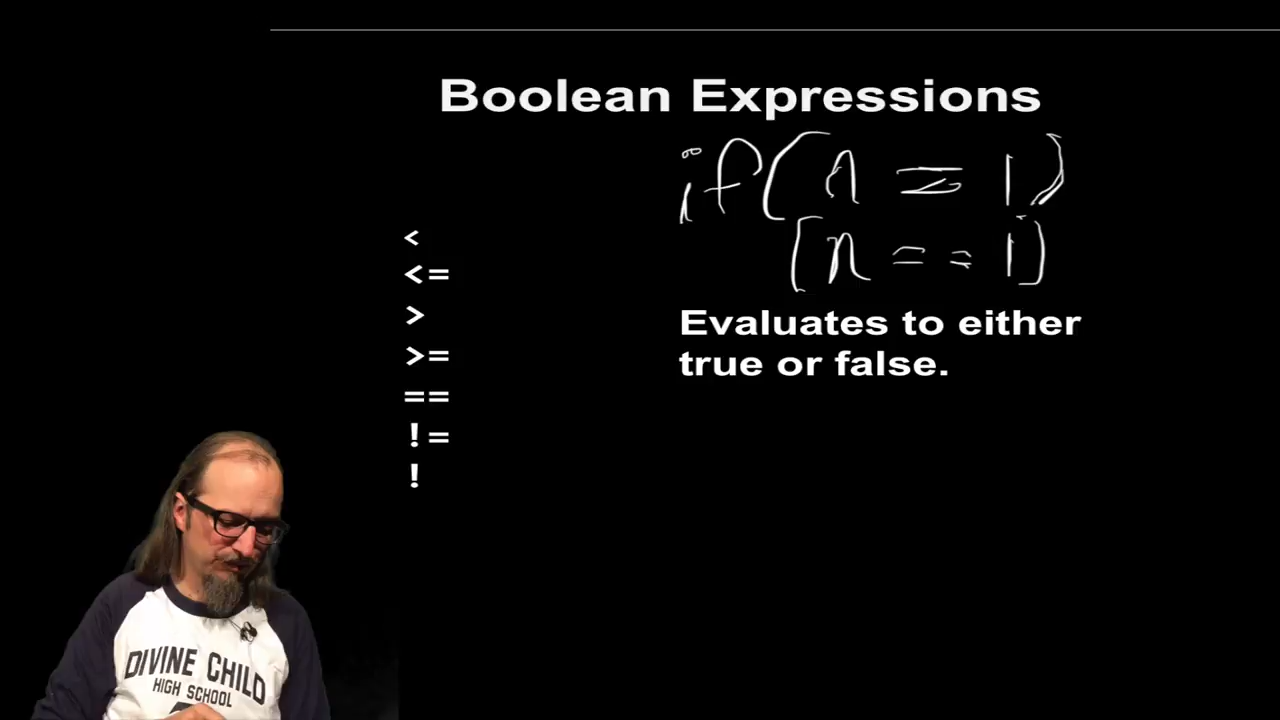 Boolean Expressions
if(n = 1)
[n == 1]
<
<=
>
>=
==
!=
!
Evaluates to either
true or false.
DIVINE CHILD
HIGH SCHOOL